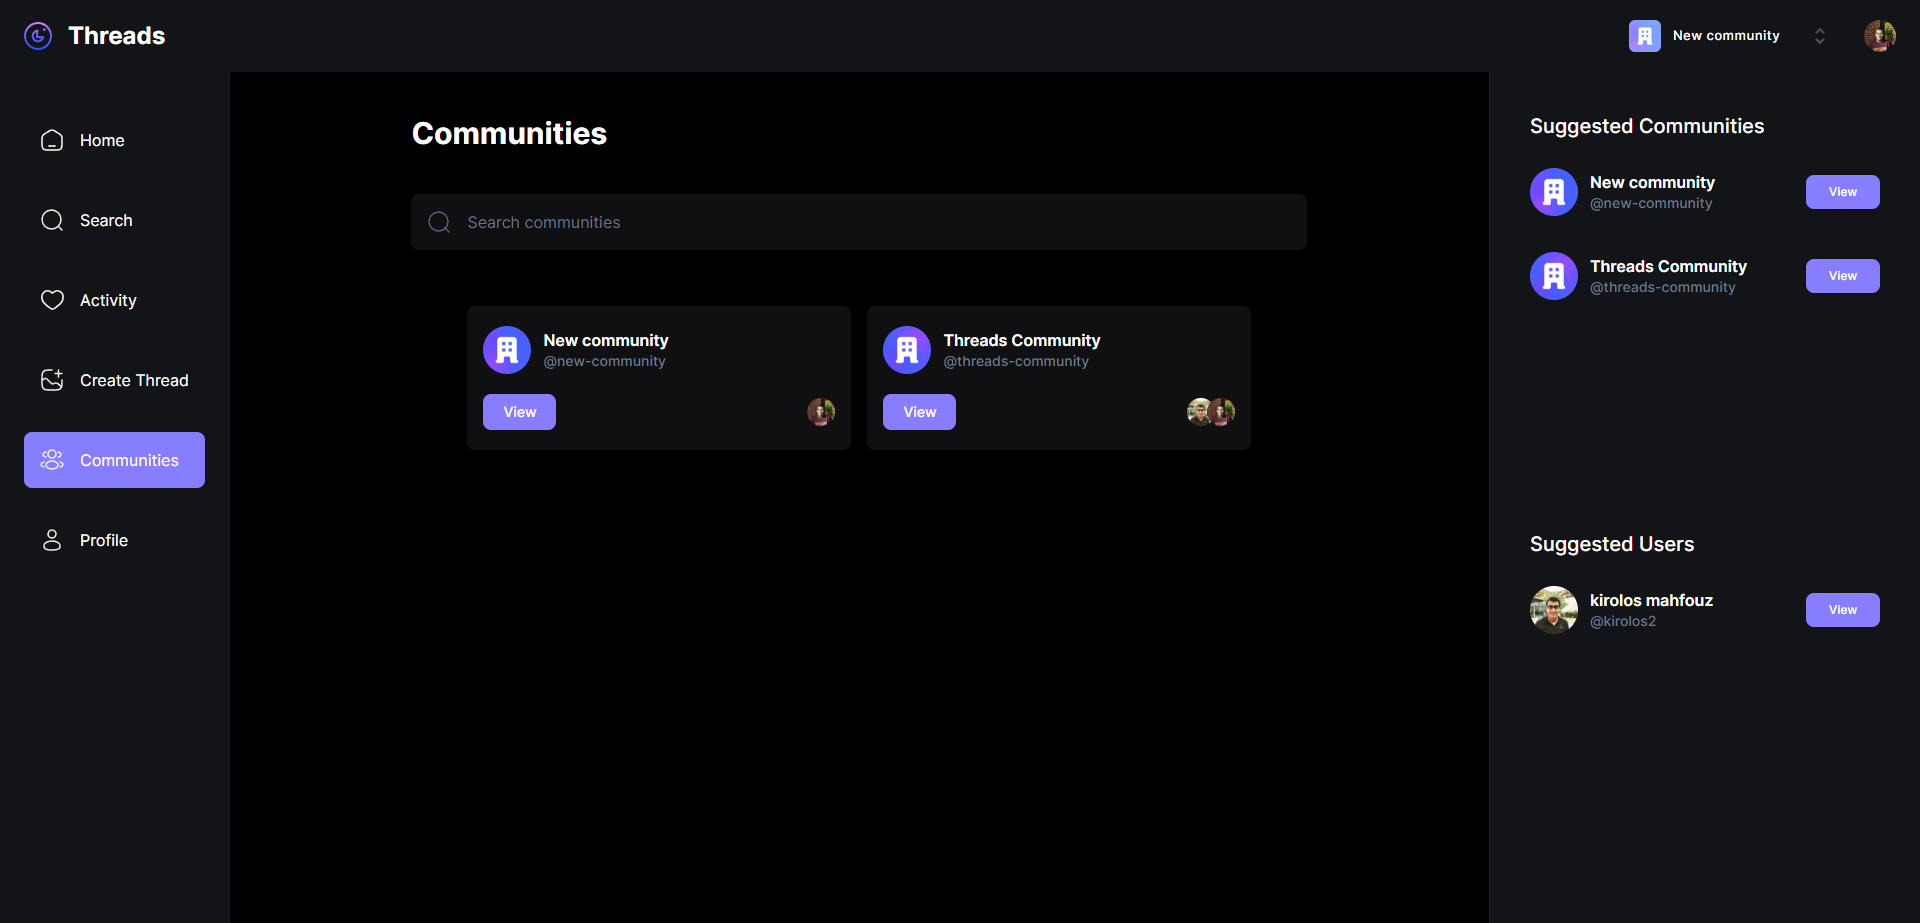 Threads
New community
Home
Search
Activity
Create Thread
Communities
Profile
Communities
Search communities
New community
@new-community
View
Threads Community
@threads-community
View
Suggested Communities
New community
@new-community
View
Threads Community
@threads-community
View
Suggested Users
kirolos mahfouz
@kirolos2
View